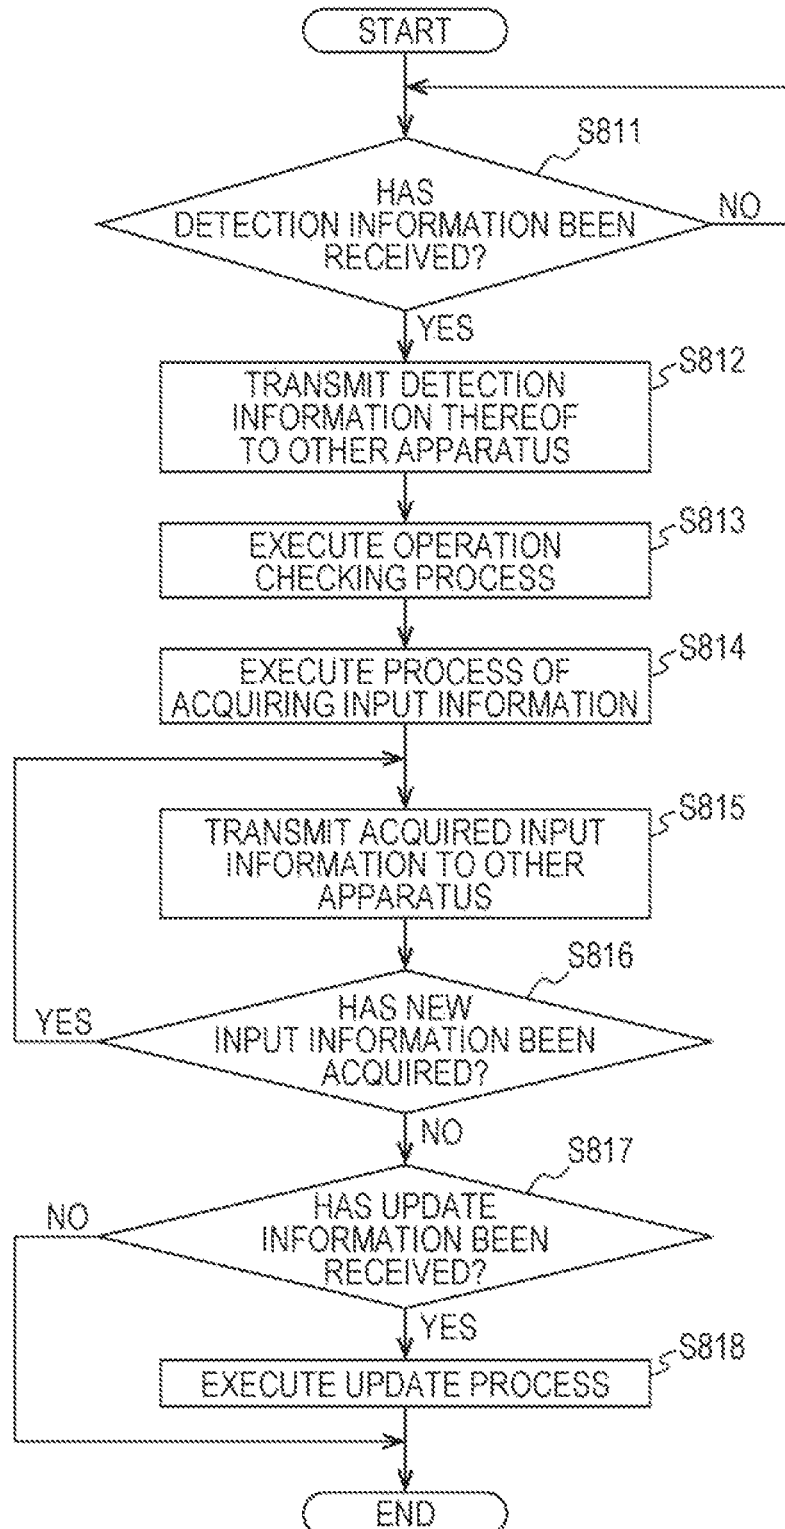 START
S811
HAS
DETECTION INFORMATION BEEN
RECEIVED?
NO
YES
S812
TRANSMIT DETECTION
INFORMATION THEREOF
TO OTHER APPARATUS
S813
EXECUTE OPERATION
CHECKING PROCESS
S814
EXECUTE PROCESS OF
ACQUIRING INPUT INFORMATION
S815
TRANSMIT ACQUIRED INPUT
INFORMATION TO OTHER
APPARATUS
S816
HAS NEW
INPUT INFORMATION BEEN
ACQUIRED?
YES
NO
S817
HAS UPDATE
INFORMATION BEEN
RECEIVED?
NO
YES
S818
EXECUTE UPDATE PROCESS
END